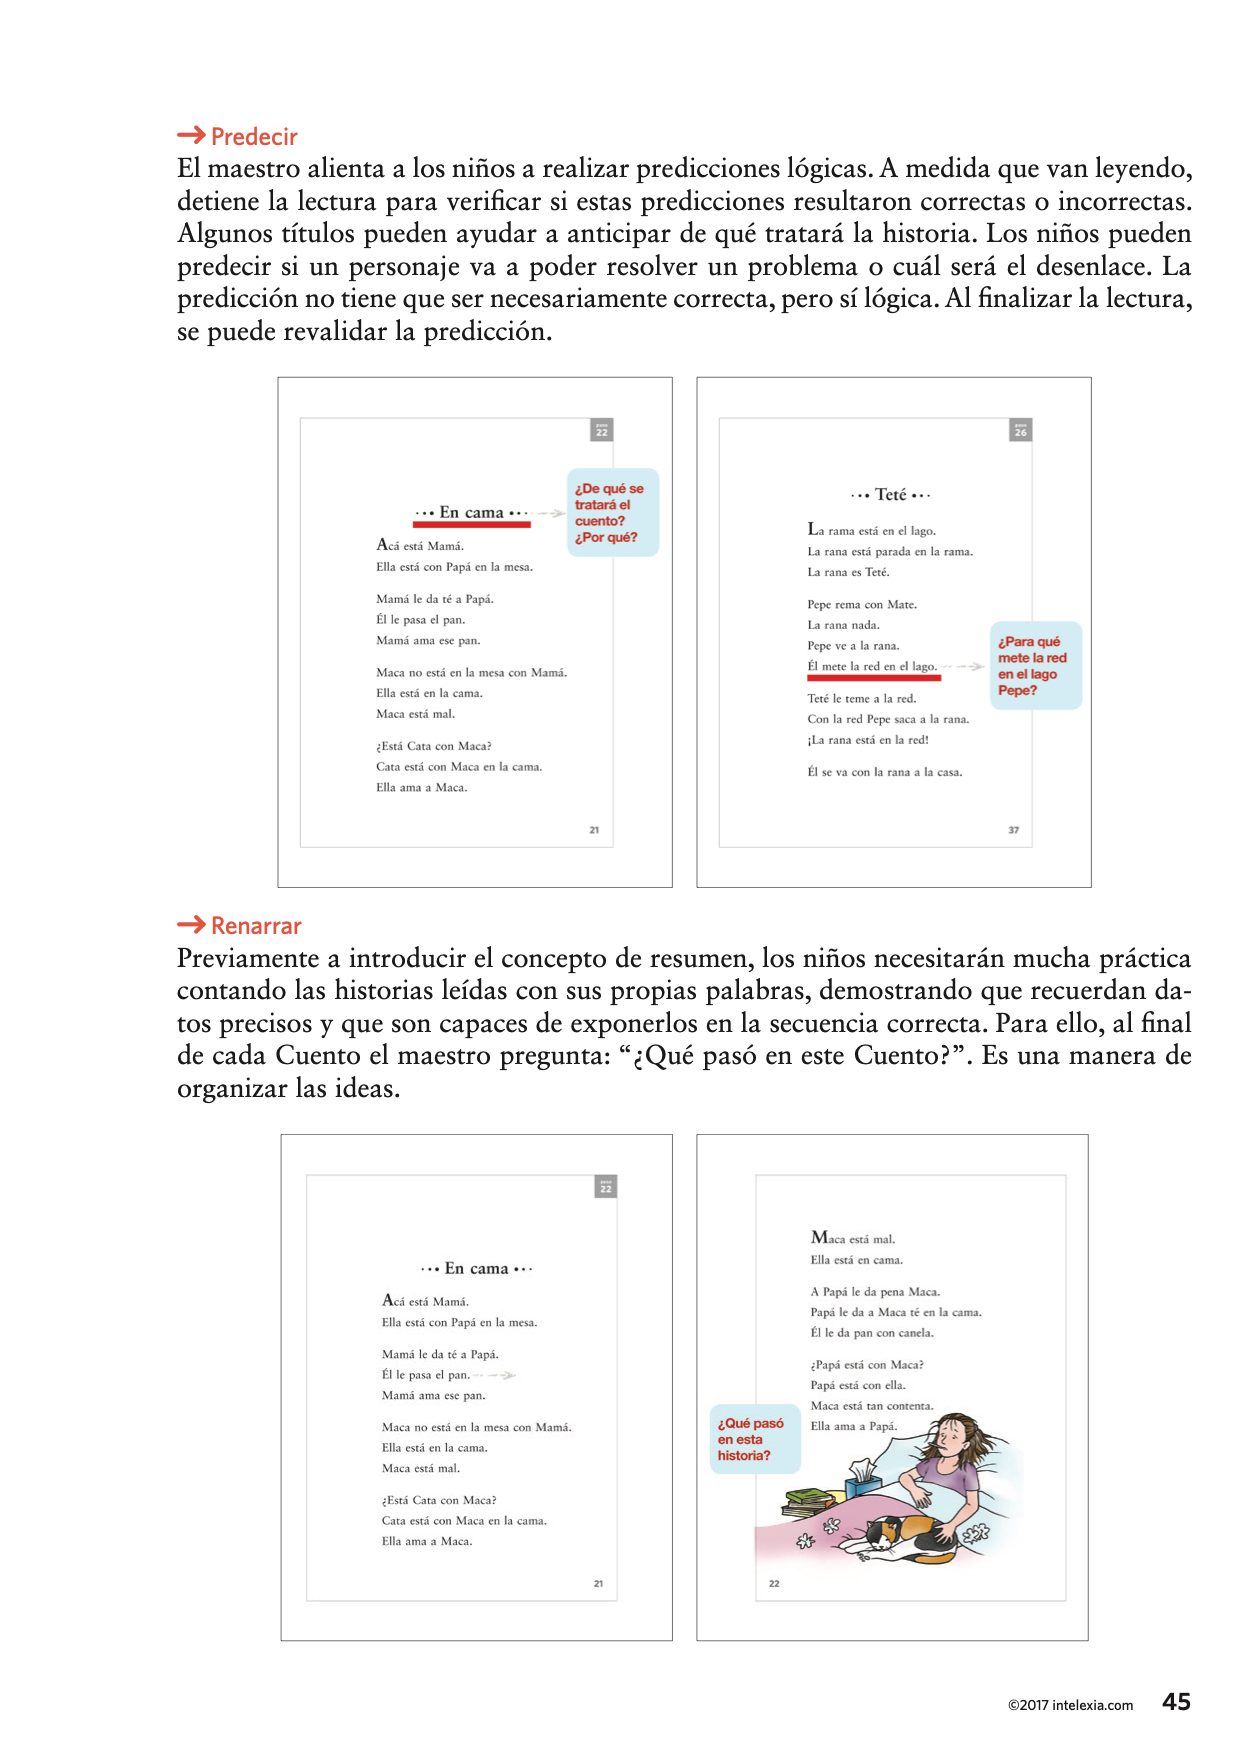 → Predecir
El maestro alienta a los niños a realizar predicciones lógicas. A medida que van leyendo,
detiene la lectura para verificar si estas predicciones resultaron correctas o incorrectas.
Algunos títulos pueden ayudar a anticipar de qué tratará la historia. Los niños pueden
predecir si un personaje va a poder resolver un problema o cuál será el desenlace. La
predicción no tiene que ser necesariamente correcta, pero sí lógica. Al finalizar la lectura,
se puede revalidar la predicción.
paso
22
··· En cama ···
¿De qué se
tratará el
cuento?
¿Por qué?
Acá está Mamá.
Ella está con Papá en la mesa.
Mamá le da té a Papá.
Él le pasa el pan.
Mamá ama ese pan.
Maca no está en la mesa con Mamá.
Ella está en la cama.
Maca está mal.
¿Está Cata con Maca?
Cata está con Maca en la cama.
Ella ama a Maca.
21
paso
26
··· Teté ···
La rama está en el lago.
La rana está parada en la rama.
La rana es Teté.
Pepe rema con Mate.
La rana nada.
Pepe ve a la rana.
Él mete la red en el lago.
¿Para qué
mete la red
en el lago
Pepe?
Teté le teme a la red.
Con la red Pepe saca a la rana.
¡La rana está en la red!
Él se va con la rana a la casa.
37
→ Renarrar
Previamente a introducir el concepto de resumen, los niños necesitarán mucha práctica
contando las historias leídas con sus propias palabras, demostrando que recuerdan da-
tos precisos y que son capaces de exponerlos en la secuencia correcta. Para ello, al final
de cada Cuento el maestro pregunta: “¿Qué pasó en este Cuento?”. Es una manera de
organizar las ideas.
paso
22
··· En cama ···
Acá está Mamá.
Ella está con Papá en la mesa.
Mamá le da té a Papá.
Él le pasa el pan.
Mamá ama ese pan.
Maca no está en la mesa con Mamá.
Ella está en la cama.
Maca está mal.
¿Está Cata con Maca?
Cata está con Maca en la cama.
Ella ama a Maca.
21
Maca está mal.
Ella está en cama.
A Papá le da pena Maca.
Papá le da a Maca té en la cama.
Él le da pan con canela.
¿Papá está con Maca?
Papá está con ella.
Maca está tan contenta.
Ella ama a Papá.
¿Qué pasó
en esta
historia?
22
©2017 intelexia.com 45